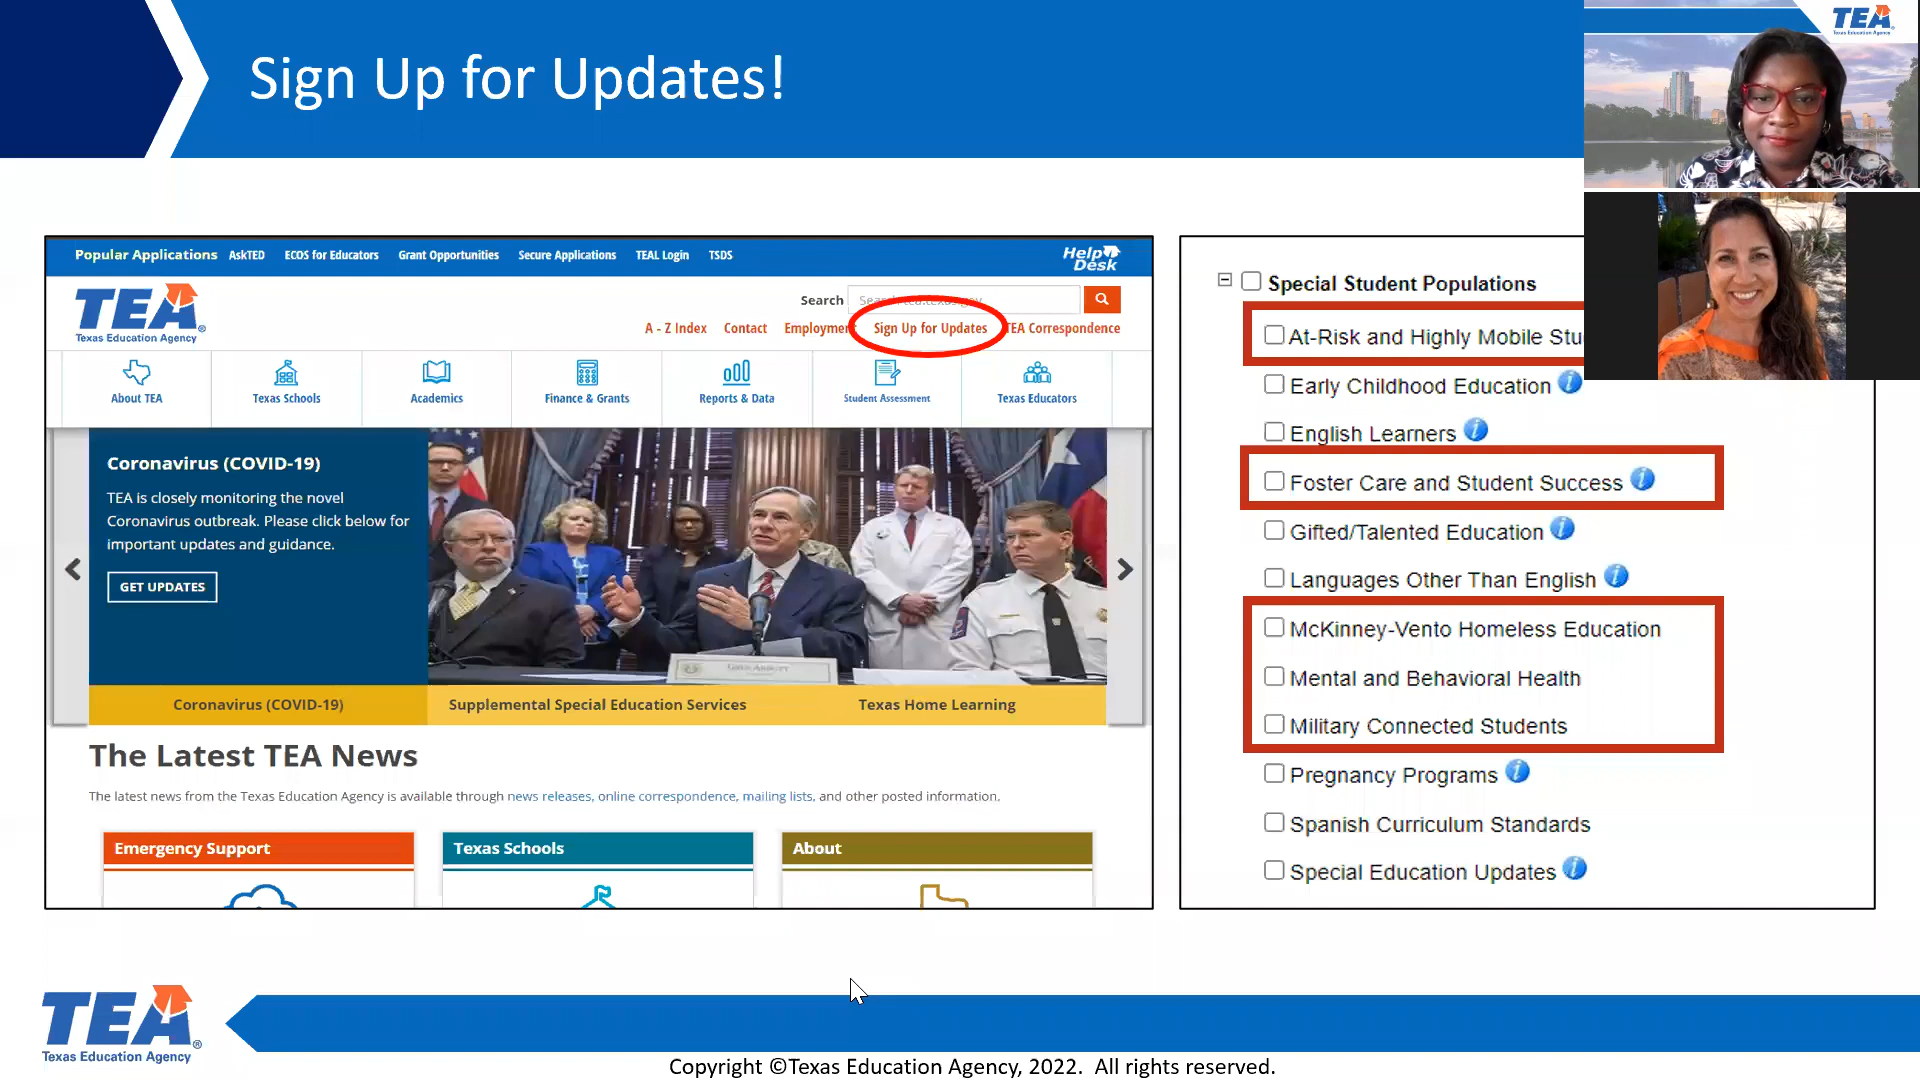 Sign Up for Updates!
TEA
Texas Education Agency
Popular Applications AskTED ECOS for Educators Grant Opportunities Secure Applications TEAL Login TSDS
Help Desk
TEA
Texas Education Agency
Search
A - Z Index Contact Employment Sign Up for Updates TEA Correspondence
About TEA Texas Schools Academics Finance & Grants Reports & Data Student Assessment Texas Educators
Coronavirus (COVID-19)
TEA is closely monitoring the novel
Coronavirus outbreak. Please click below for
important updates and guidance.
GET UPDATES
Coronavirus (COVID-19) Supplemental Special Education Services Texas Home Learning
The Latest TEA News
The latest news from the Texas Education Agency is available through news releases, online correspondence, mailing lists, and other posted information.
Emergency Support Texas Schools About
Special Student Populations
At-Risk and Highly Mobile Stu
Early Childhood Education
English Learners
Foster Care and Student Success
Gifted/Talented Education
Languages Other Than English
McKinney-Vento Homeless Education
Mental and Behavioral Health
Military Connected Students
Pregnancy Programs
Spanish Curriculum Standards
Special Education Updates
TEA®
Texas Education Agency
Copyright ©Texas Education Agency, 2022. All rights reserved.